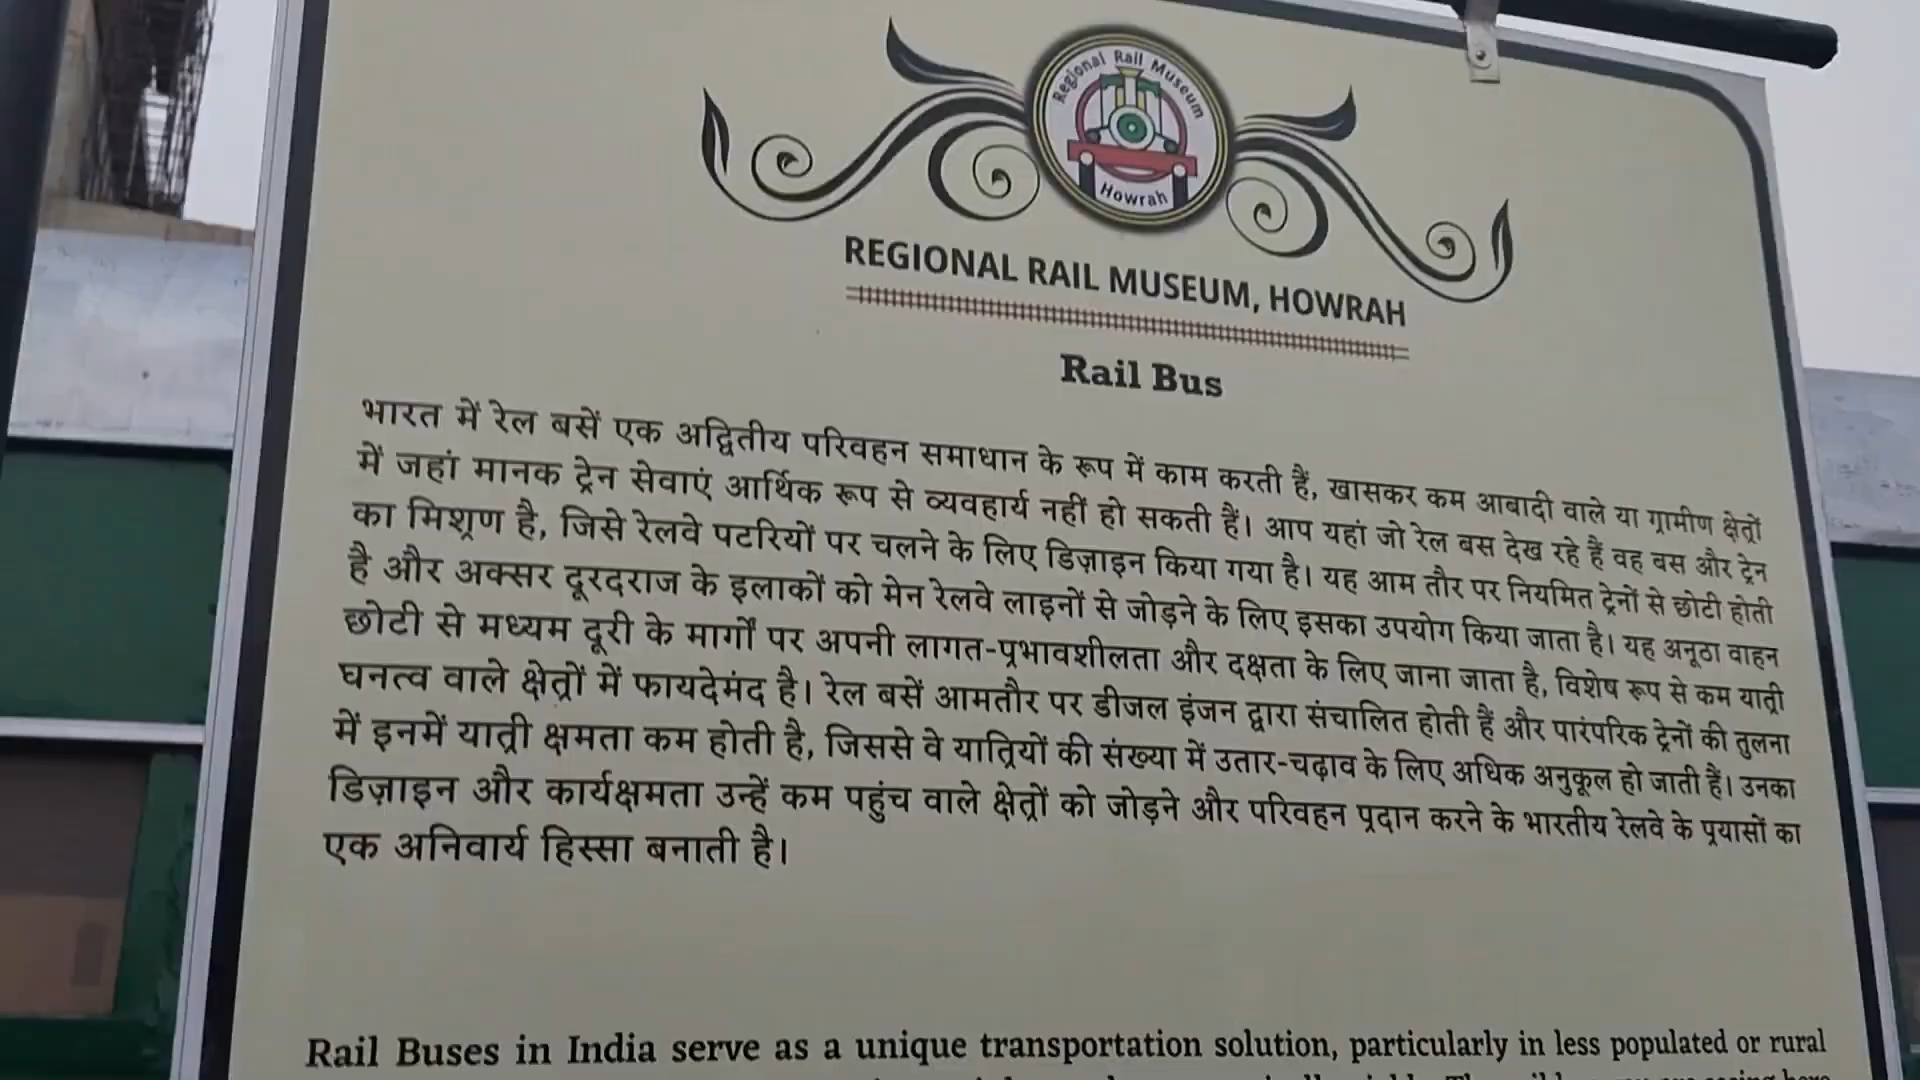 Regional Rail Museum
Howrah
REGIONAL RAIL MUSEUM, HOWRAH
Rail Bus
भारत में रेल बसें एक अद्वितीय परिवहन समाधान के रूप में काम करती हैं, खासकर कम आबादी वाले या ग्रामीण क्षेत्रों
में जहां मानक ट्रेन सेवाएं आर्थिक रूप से व्यवहार्य नहीं हो सकती हैं। आप यहां जो रेल बस देख रहे हैं वह बस और ट्रेन
का मिश्रण है, जिसे रेलवे पटरियों पर चलने के लिए डिज़ाइन किया गया है। यह आम तौर पर नियमित ट्रेनों से छोटी होती
है और अक्सर दूरदराज के इलाकों को मेन रेलवे लाइनों से जोड़ने के लिए इसका उपयोग किया जाता है। यह अनूठा वाहन
छोटी से मध्यम दूरी के मार्गों पर अपनी लागत-प्रभावशीलता और दक्षता के लिए जाना जाता है, विशेष रूप से कम यात्री
घनत्व वाले क्षेत्रों में फायदेमंद है। रेल बसें आमतौर पर डीजल इंजन द्वारा संचालित होती हैं और पारंपरिक ट्रेनों की तुलना
में इनमें यात्री क्षमता कम होती है, जिससे वे यात्रियों की संख्या में उतार-चढ़ाव के लिए अधिक अनुकूल हो जाती हैं। उनका
डिज़ाइन और कार्यक्षमता उन्हें कम पहुंच वाले क्षेत्रों को जोड़ने और परिवहन प्रदान करने के भारतीय रेलवे के प्रयासों का
एक अनिवार्य हिस्सा बनाती है।
Rail Buses in India serve as a unique transportation solution, particularly in less populated or rural